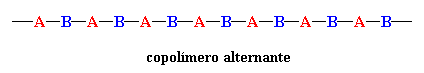 —A—B—A—B—A—B—A—B—A—B—A—B—A—B—
copolímero alternante